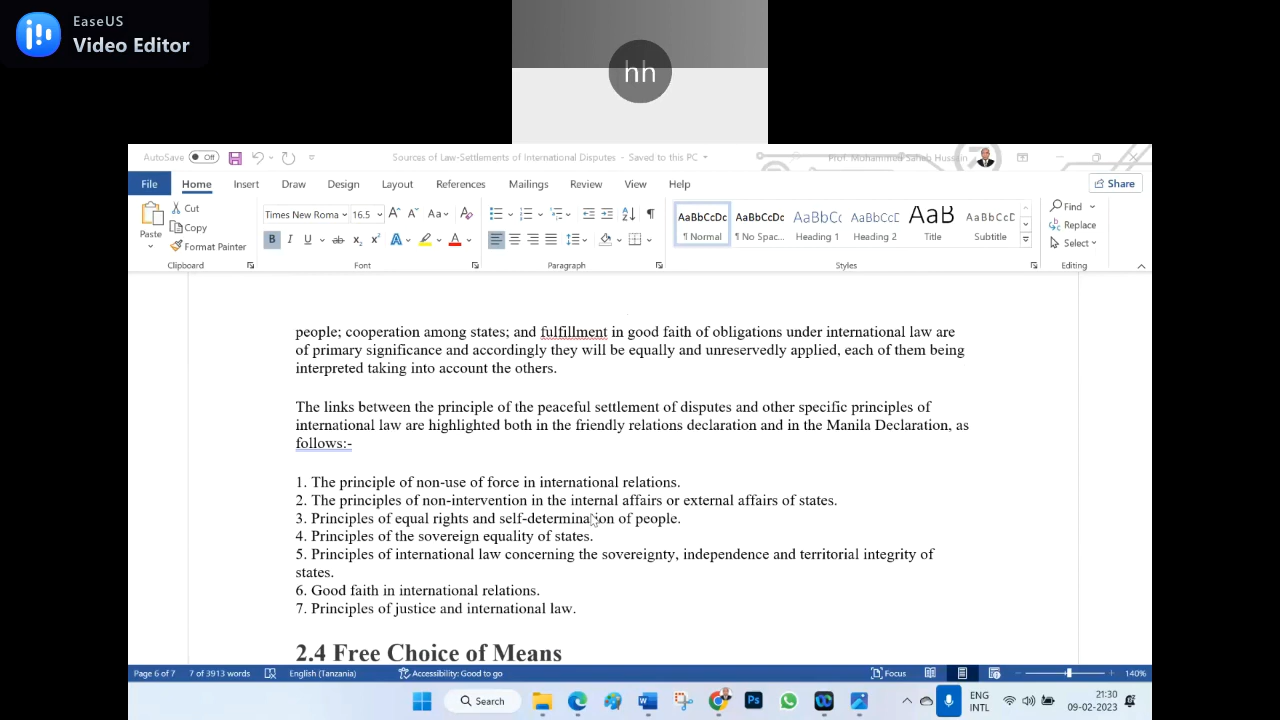 EaseUS
Video Editor
hh
AutoSave Off
Sources of Law-Settlements of International Disputes - Saved to this PC
Prof. Mohammed Saheb Hussain
File Home Insert Draw Design Layout References Mailings Review View Help Share
Paste
Cut
Copy
Format Painter
Clipboard
Times New Roma 16.5
Font
Paragraph
AaBbCcDc
¶ Normal
AaBbCcDc
¶ No Spac...
AaBbCc
Heading 1
AaBbCcD
Heading 2
AaB
Title
AaBbCcD
Subtitle
Styles
Find
Replace
Select
Editing
people; cooperation among states; and fulfillment in good faith of obligations under international law are
of primary significance and accordingly they will be equally and unreservedly applied, each of them being
interpreted taking into account the others.
The links between the principle of the peaceful settlement of disputes and other specific principles of
international law are highlighted both in the friendly relations declaration and in the Manila Declaration, as
follows:-
1. The principle of non-use of force in international relations.
2. The principles of non-intervention in the internal affairs or external affairs of states.
3. Principles of equal rights and self-determination of people.
4. Principles of the sovereign equality of states.
5. Principles of international law concerning the sovereignty, independence and territorial integrity of
states.
6. Good faith in international relations.
7. Principles of justice and international law.
2.4 Free Choice of Means
Page 6 of 7 7 of 3913 words English (Tanzania) Accessibility: Good to go Focus 140%
Search
ENG
INTL
21:30
09-02-2023